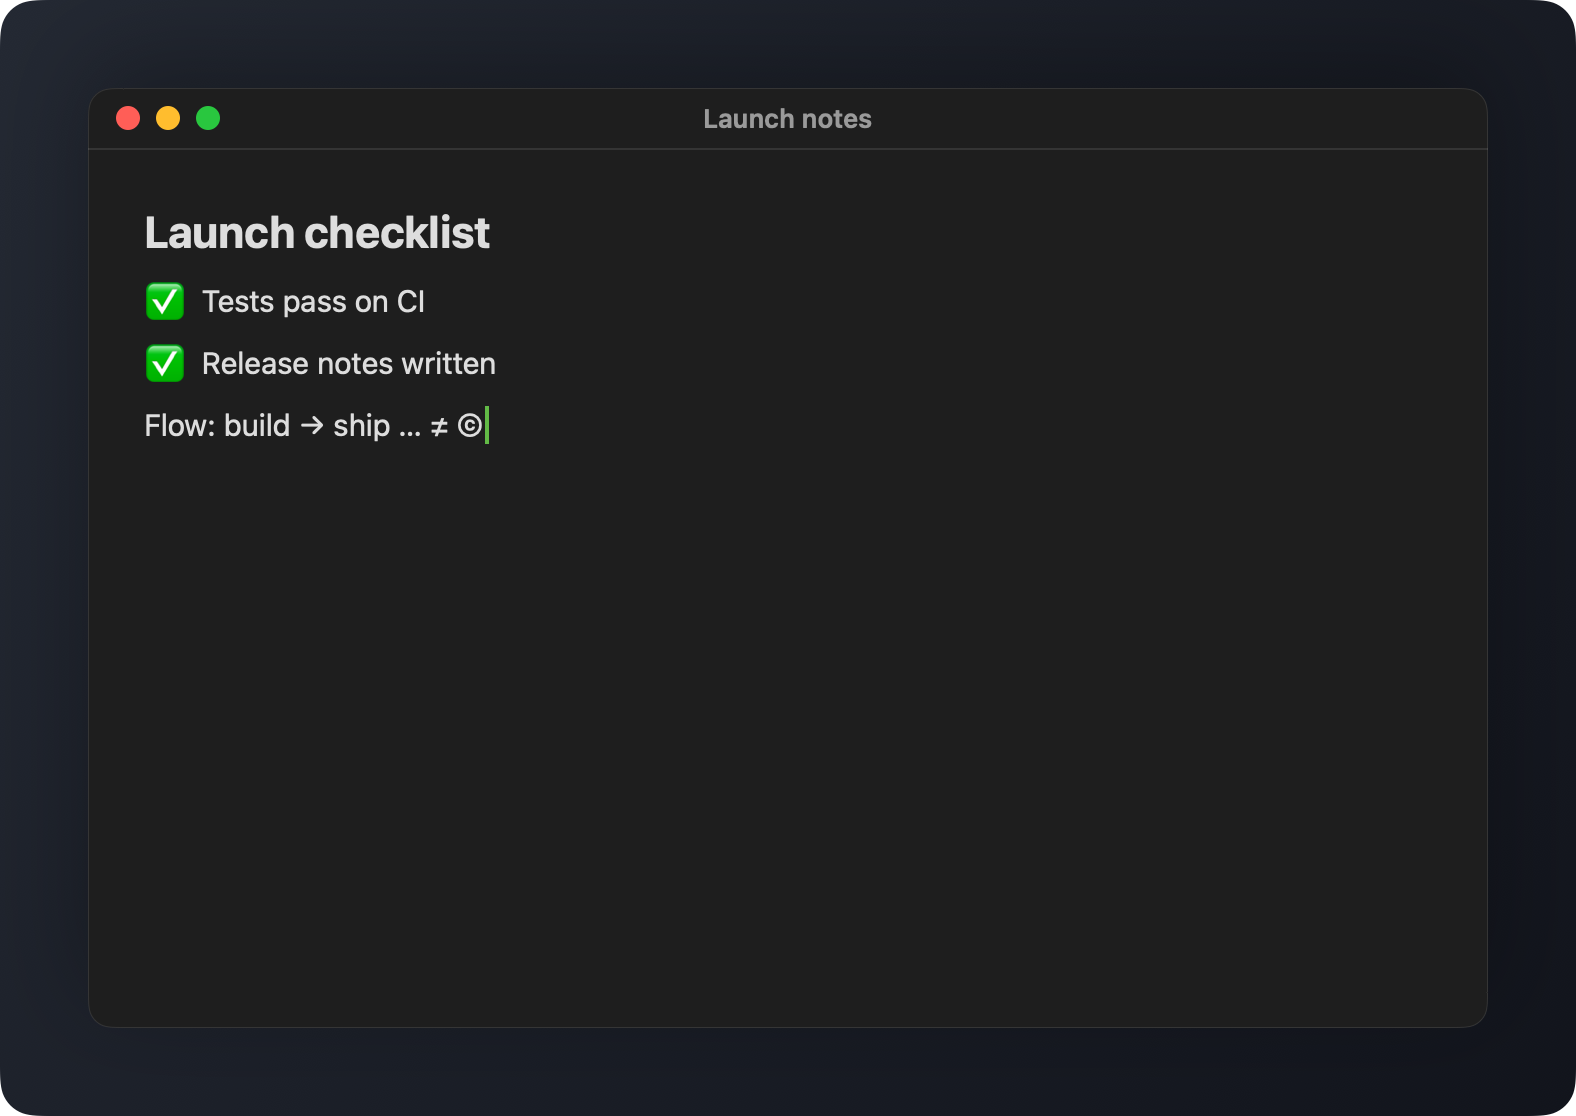 Launch notes
Launch checklist
✅ Tests pass on CI
✅ Release notes written
Flow: build → ship … ≠ ©